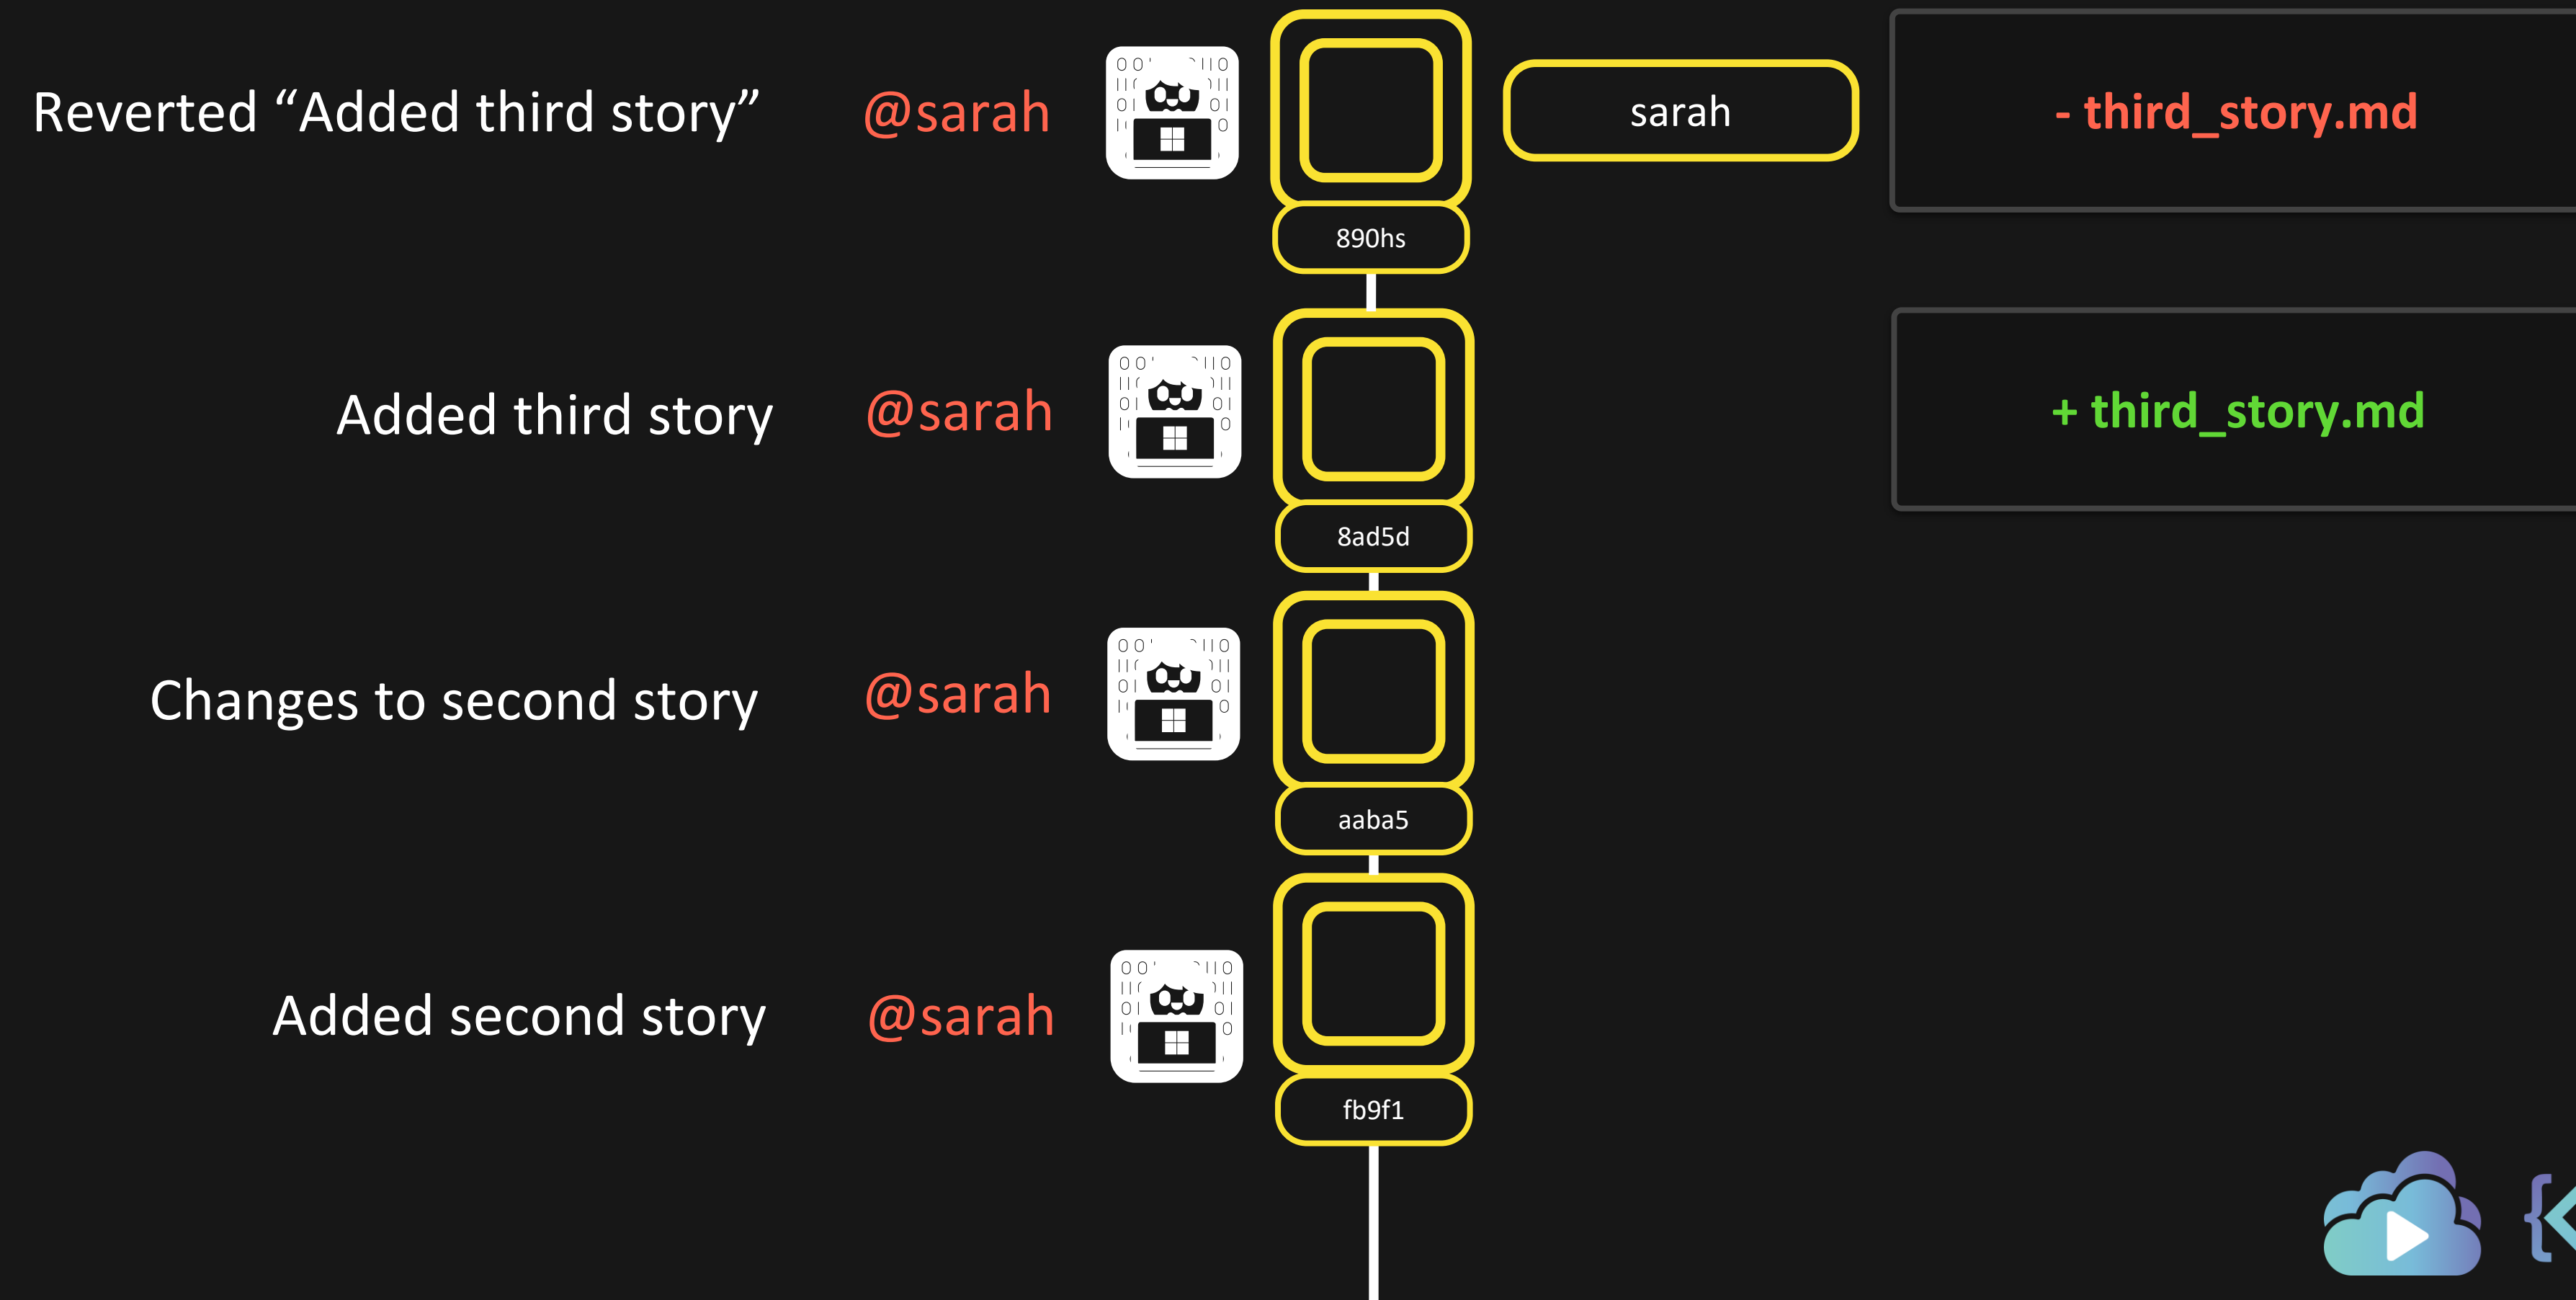 Reverted “Added third story”
@sarah
sarah
- third_story.md
890hs
Added third story
@sarah
+ third_story.md
8ad5d
Changes to second story
@sarah
aaba5
Added second story
@sarah
fb9f1